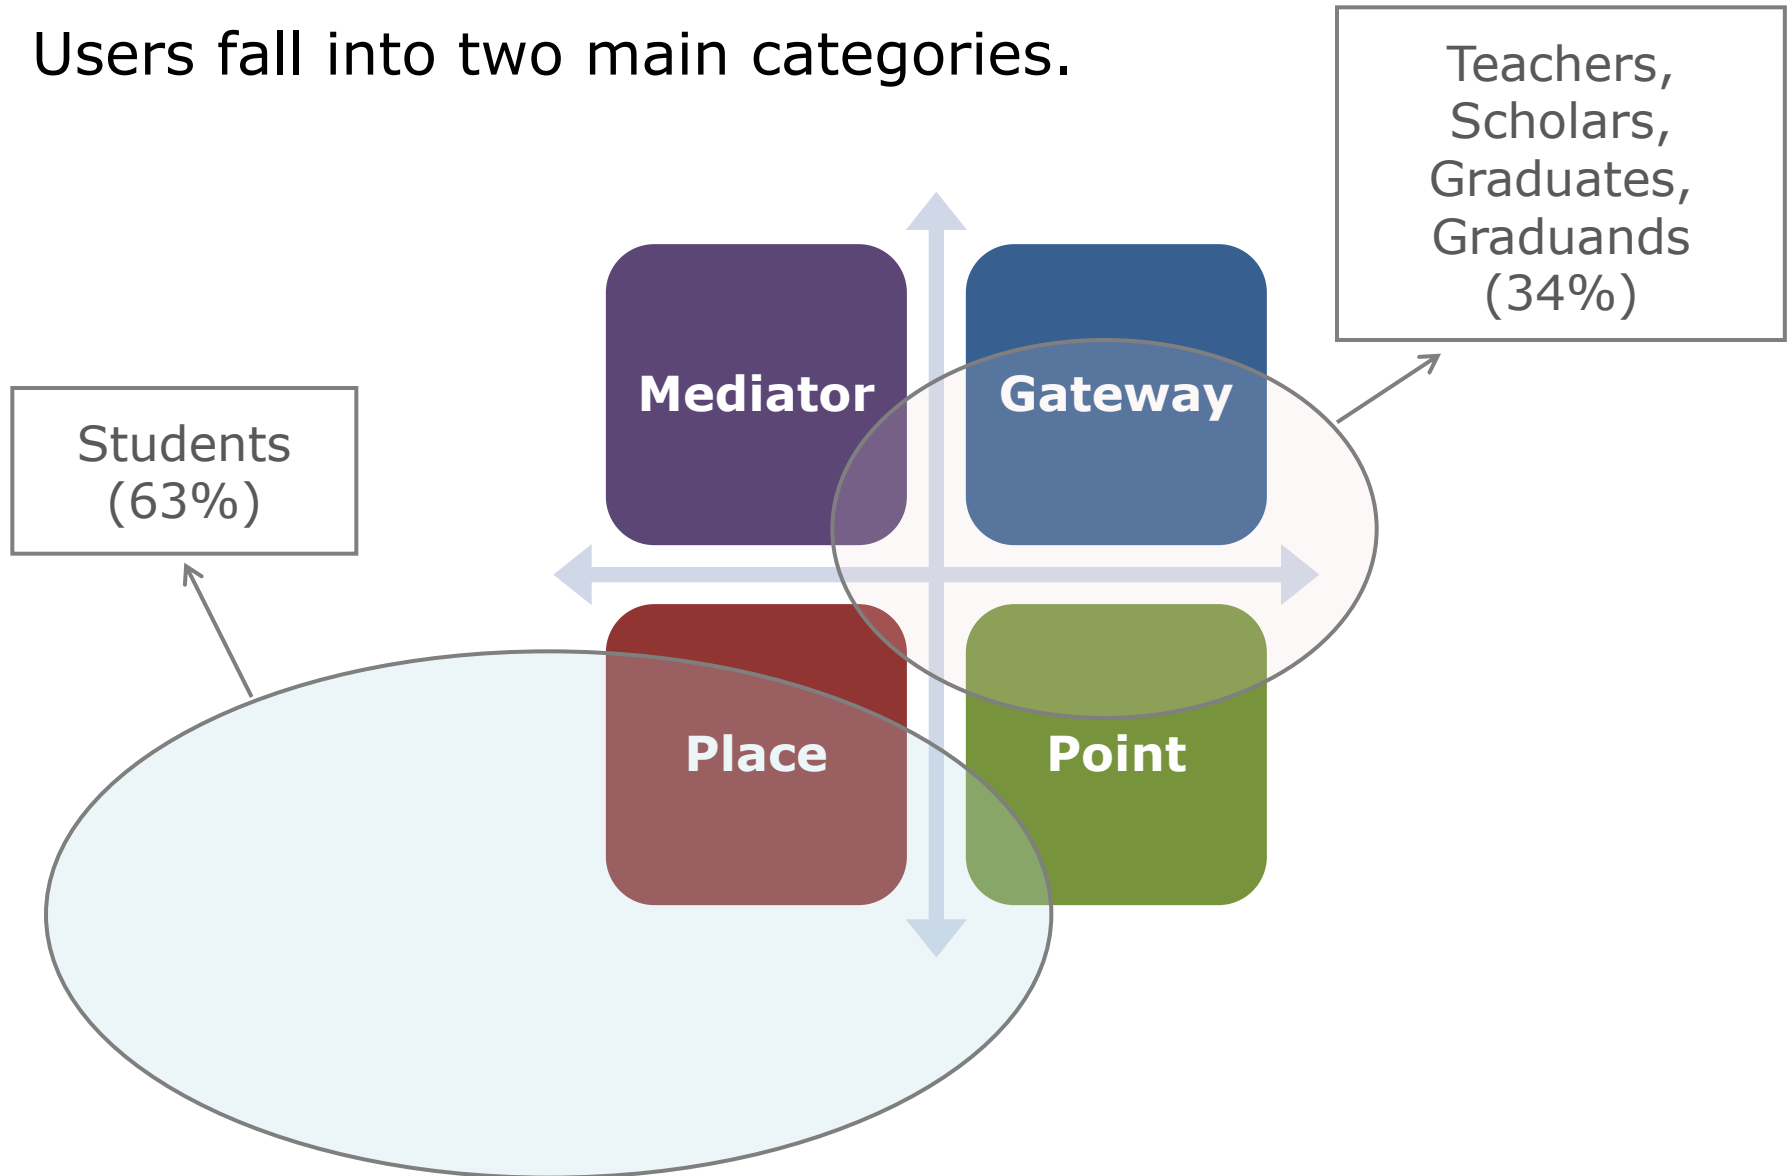 Users fall into two main categories.
Teachers,
Scholars,
Graduates,
Graduands
(34%)
Mediator
Gateway
Students
(63%)
Place
Point